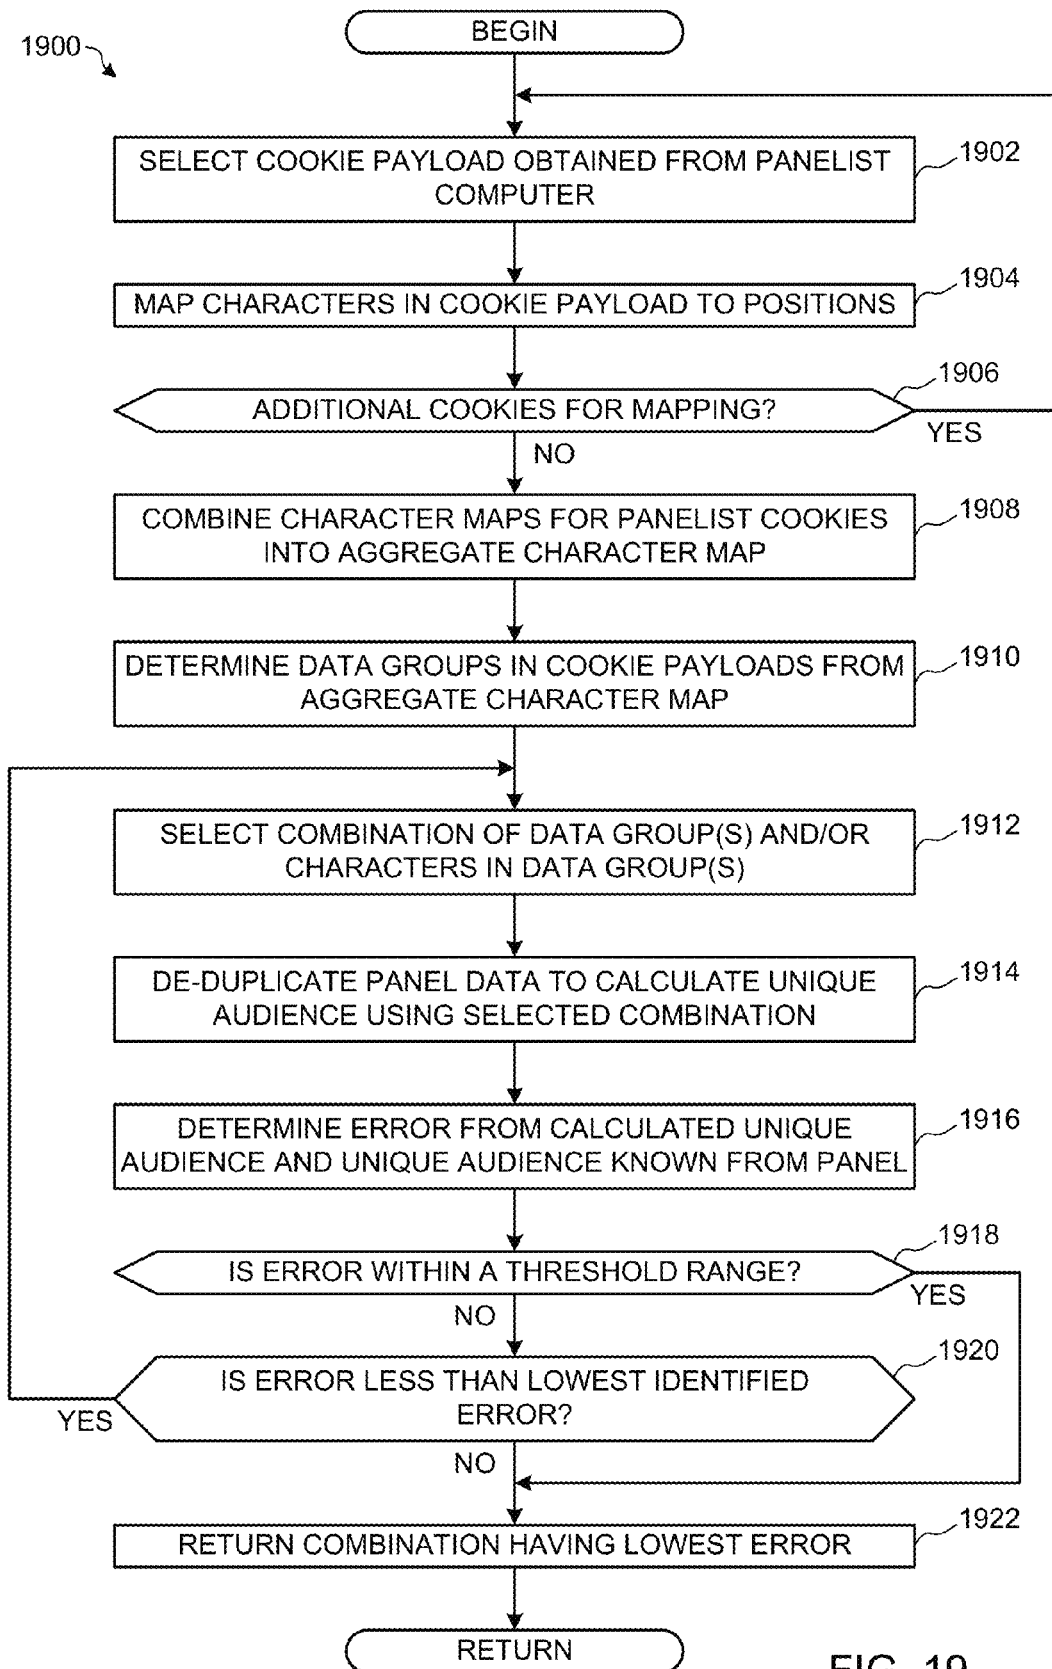 BEGIN
1900
SELECT COOKIE PAYLOAD OBTAINED FROM PANELIST
COMPUTER
1902
MAP CHARACTERS IN COOKIE PAYLOAD TO POSITIONS
1904
ADDITIONAL COOKIES FOR MAPPING?
1906
YES
NO
COMBINE CHARACTER MAPS FOR PANELIST COOKIES
INTO AGGREGATE CHARACTER MAP
1908
DETERMINE DATA GROUPS IN COOKIE PAYLOADS FROM
AGGREGATE CHARACTER MAP
1910
SELECT COMBINATION OF DATA GROUP(S) AND/OR
CHARACTERS IN DATA GROUP(S)
1912
DE-DUPLICATE PANEL DATA TO CALCULATE UNIQUE
AUDIENCE USING SELECTED COMBINATION
1914
DETERMINE ERROR FROM CALCULATED UNIQUE
AUDIENCE AND UNIQUE AUDIENCE KNOWN FROM PANEL
1916
IS ERROR WITHIN A THRESHOLD RANGE?
1918
YES
NO
IS ERROR LESS THAN LOWEST IDENTIFIED
ERROR?
1920
YES
NO
RETURN COMBINATION HAVING LOWEST ERROR
1922
RETURN
FIG. 19